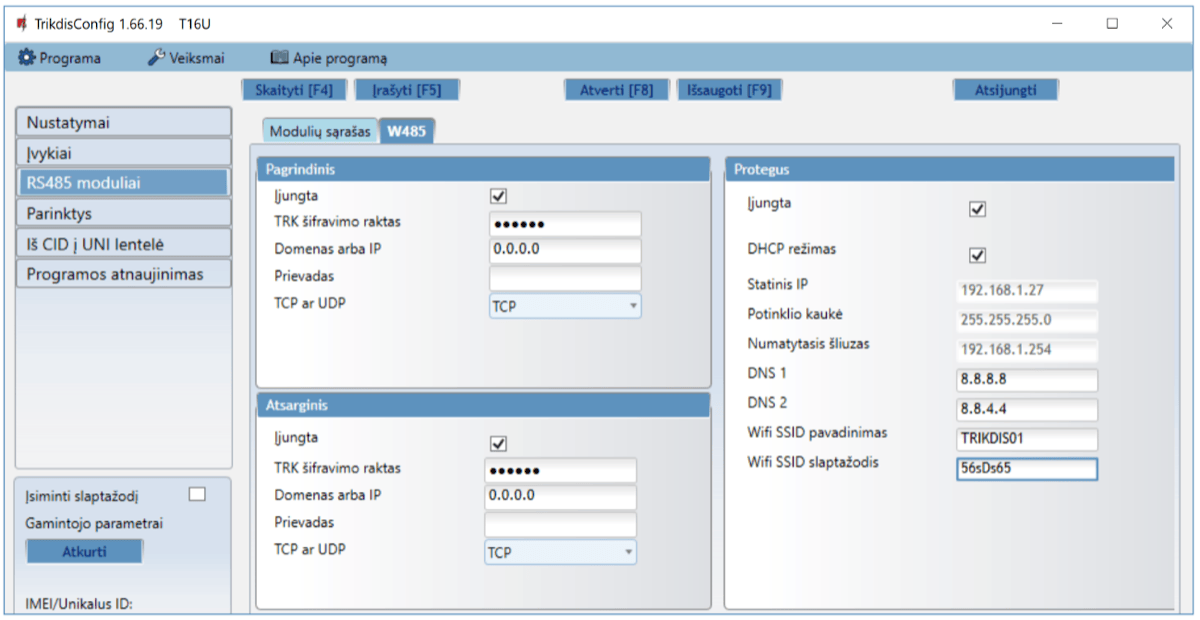 TrikdisConfig 1.66.19 T16U
Programa Veiksmai Apie programą
Skaityti [F4] Įrašyti [F5] Atverti [F8] Išsaugoti [F9] Atsijungti
Nustatymai
Įvykiai
RS485 moduliai
Parinktys
Iš CID į UNI lentelė
Programos atnaujinimas
Įsiminti slaptažodį
Gamintojo parametrai
Atkurti
IMEI/Unikalus ID:
Modulių sąrašas W485
Pagrindinis
Įjungta
TRK šifravimo raktas ••••••
Domenas arba IP 0.0.0.0
Prievadas
TCP ar UDP TCP
Atsarginis
Įjungta
TRK šifravimo raktas ••••••
Domenas arba IP 0.0.0.0
Prievadas
TCP ar UDP TCP
Protegus
Įjungta
DHCP režimas
Statinis IP 192.168.1.27
Potinklio kaukė 255.255.255.0
Numatytasis šliuzas 192.168.1.254
DNS 1 8.8.8.8
DNS 2 8.8.4.4
Wifi SSID pavadinimas TRIKDIS01
Wifi SSID slaptažodis 56sDs65